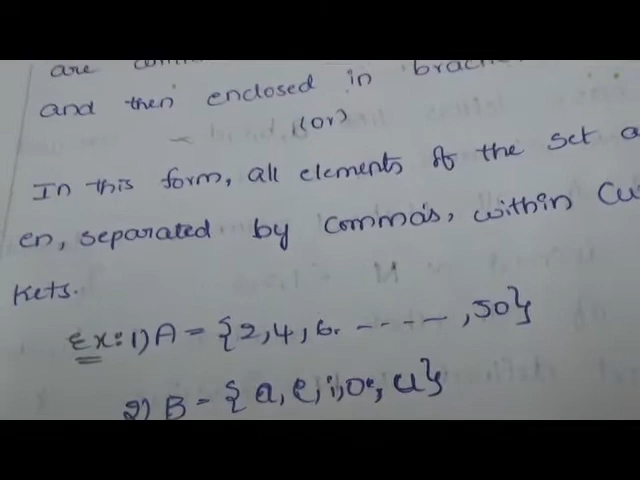 are
and then enclosed in
(or)
In this form, all elements of the set a
en, separated by commas, within Cu
kets.
Ex: 1) A = {2, 4, 6. -----, 50}
2) B = {a, e, i, o, u}